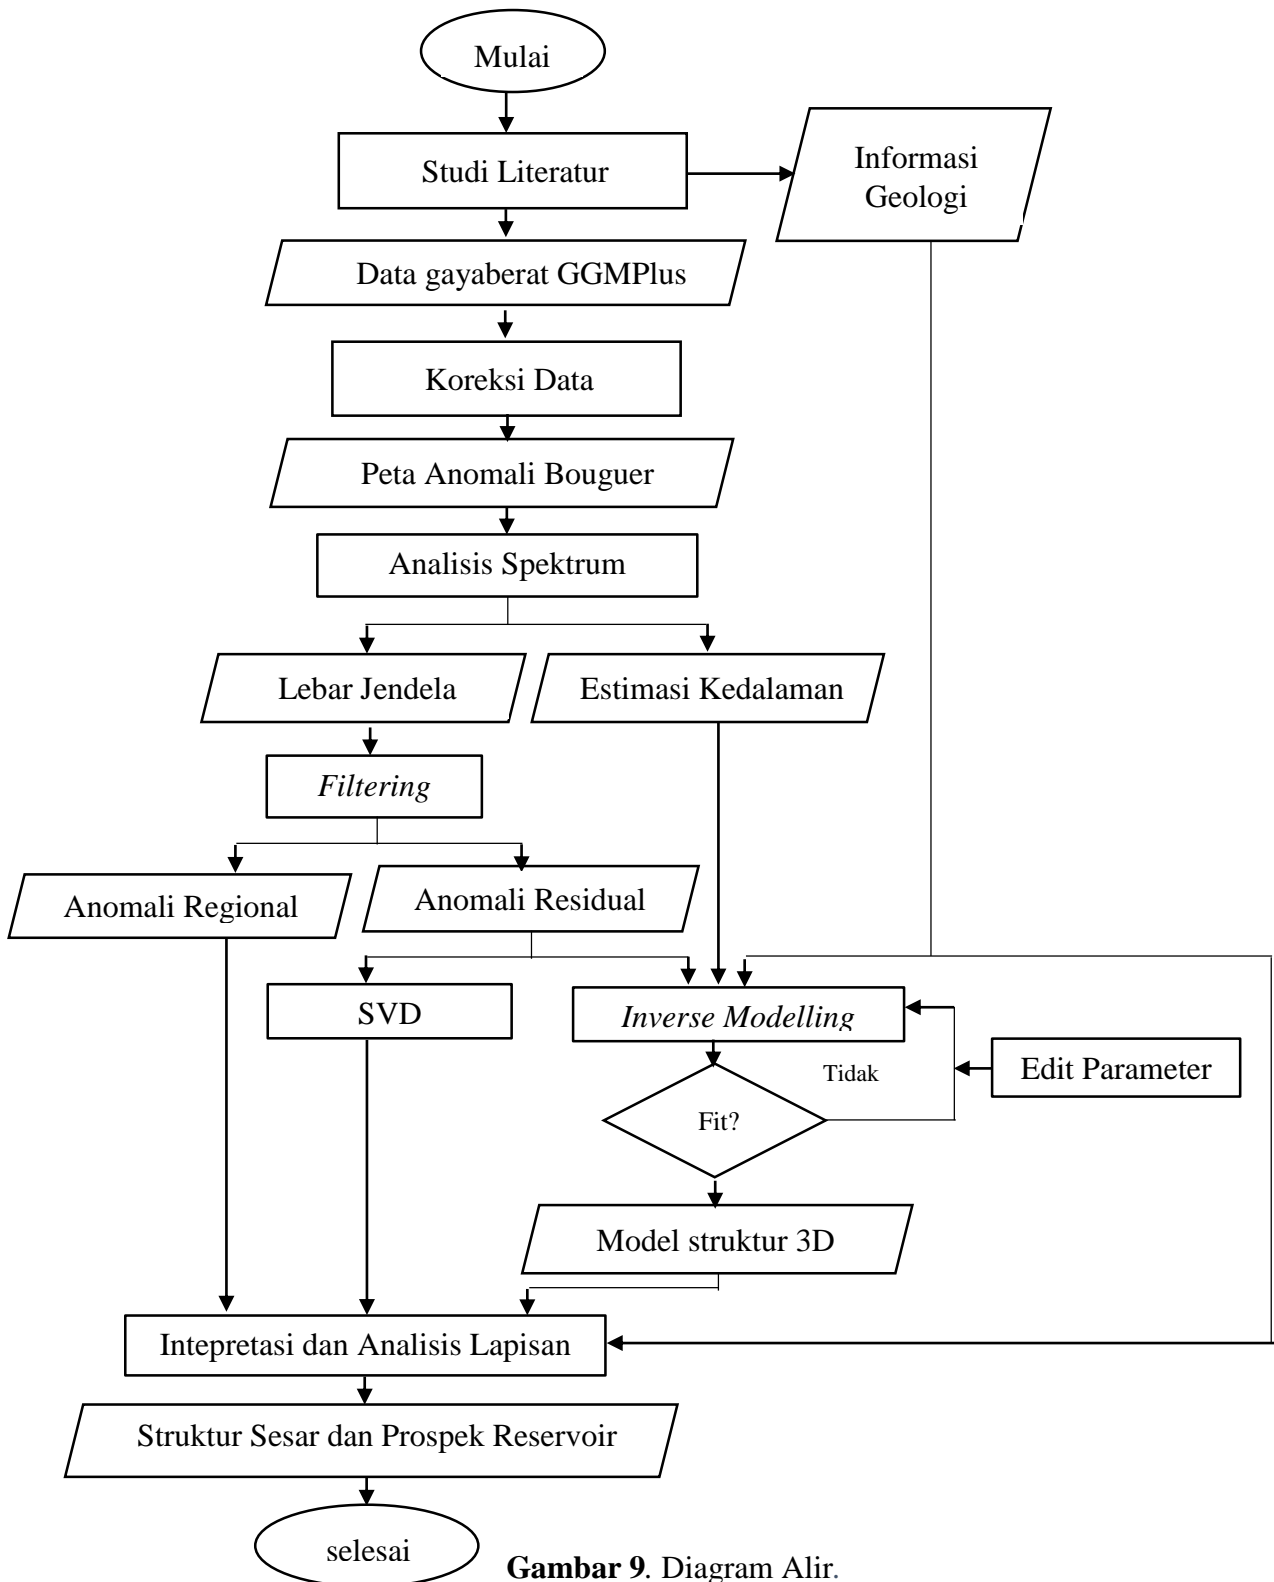 Mulai
Studi Literatur
Informasi
Geologi
Data gayaberat GGMPlus
Koreksi Data
Peta Anomali Bouguer
Analisis Spektrum
Lebar Jendela
Estimasi Kedalaman
Filtering
Anomali Regional
Anomali Residual
SVD
Inverse Modelling
Tidak
Edit Parameter
Fit?
Model struktur 3D
Intepretasi dan Analisis Lapisan
Struktur Sesar dan Prospek Reservoir
selesai
Gambar 9. Diagram Alir.